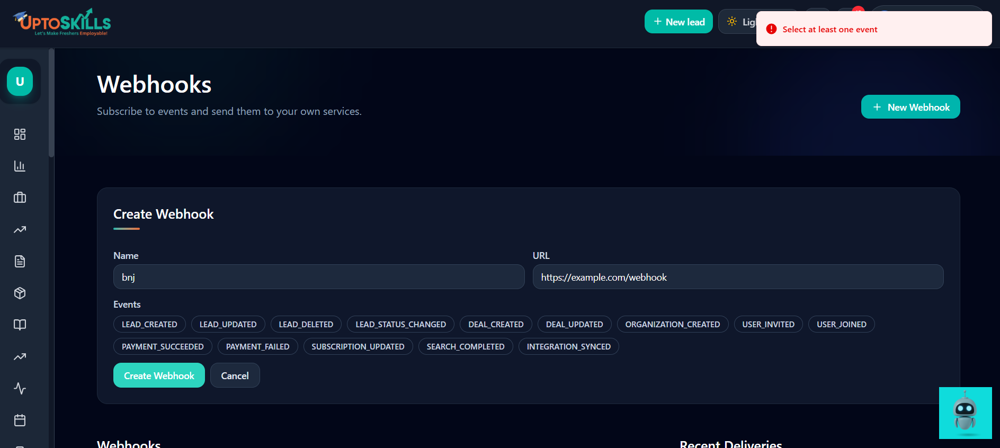 UPTOSKILLS
Let's Make Freshers Employable!
+ New lead
Select at least one event
U
Webhooks
Subscribe to events and send them to your own services.
+ New Webhook
Create Webhook
Name
URL
bnj
https://example.com/webhook
Events
LEAD_CREATED
LEAD_UPDATED
LEAD_DELETED
LEAD_STATUS_CHANGED
DEAL_CREATED
DEAL_UPDATED
ORGANIZATION_CREATED
USER_INVITED
USER_JOINED
PAYMENT_SUCCEEDED
PAYMENT_FAILED
SUBSCRIPTION_UPDATED
SEARCH_COMPLETED
INTEGRATION_SYNCED
Create Webhook
Cancel
Webhooks
Recent Deliveries